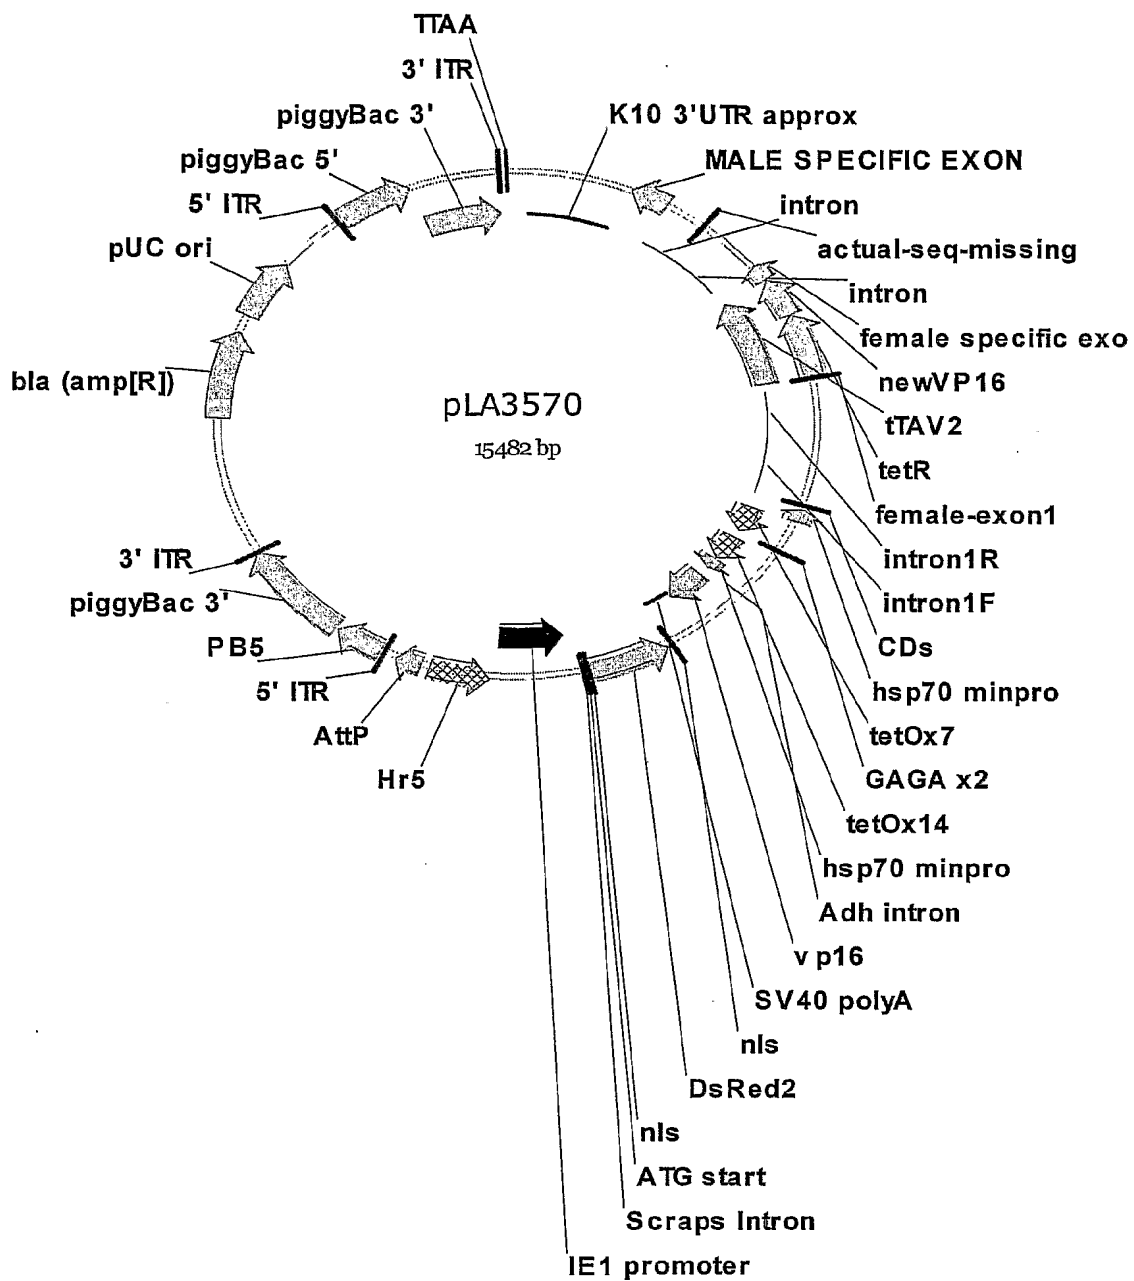 TTAA
3' ITR
piggyBac 3'
K10 3'UTR approx
piggyBac 5'
MALE SPECIFIC EXON
5' ITR
intron
pUC ori
actual-seq-missing
intron
female specific exo
bla (amp[R])
newVP16
pLA3570
tTAV2
15482 bp
tetR
female-exon1
3' ITR
intron1R
piggyBac 3'
intron1F
PB5
CDs
5' ITR
hsp70 minpro
AttP
tetOx7
Hr5
GAGA x2
tetOx14
hsp70 minpro
Adh intron
vp16
SV40 polyA
nls
DsRed2
nls
ATG start
Scraps Intron
IE1 promoter